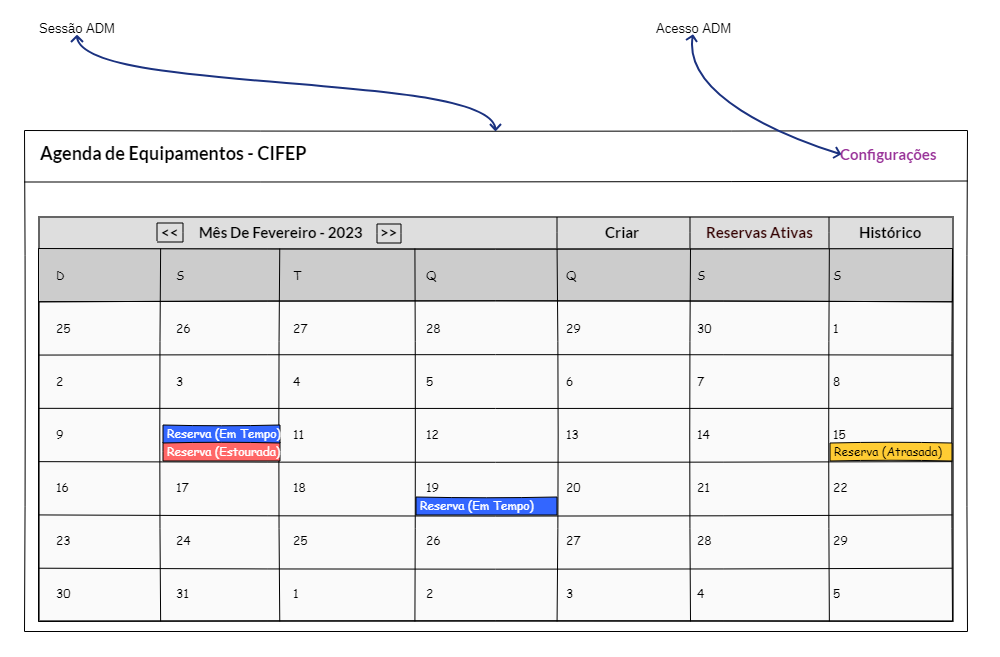 Sessão ADM Acesso ADM
Agenda de Equipamentos - CIFEP Configurações
<< Mês De Fevereiro - 2023 >> Criar Reservas Ativas Histórico
D S T Q Q S S
25 26 27 28 29 30 1
2 3 4 5 6 7 8
9 Reserva (Em Tempo) 11 12 13 14 15
Reserva (Estourada) Reserva (Atrasada)
16 17 18 19 20 21 22
Reserva (Em Tempo)
23 24 25 26 27 28 29
30 31 1 2 3 4 5